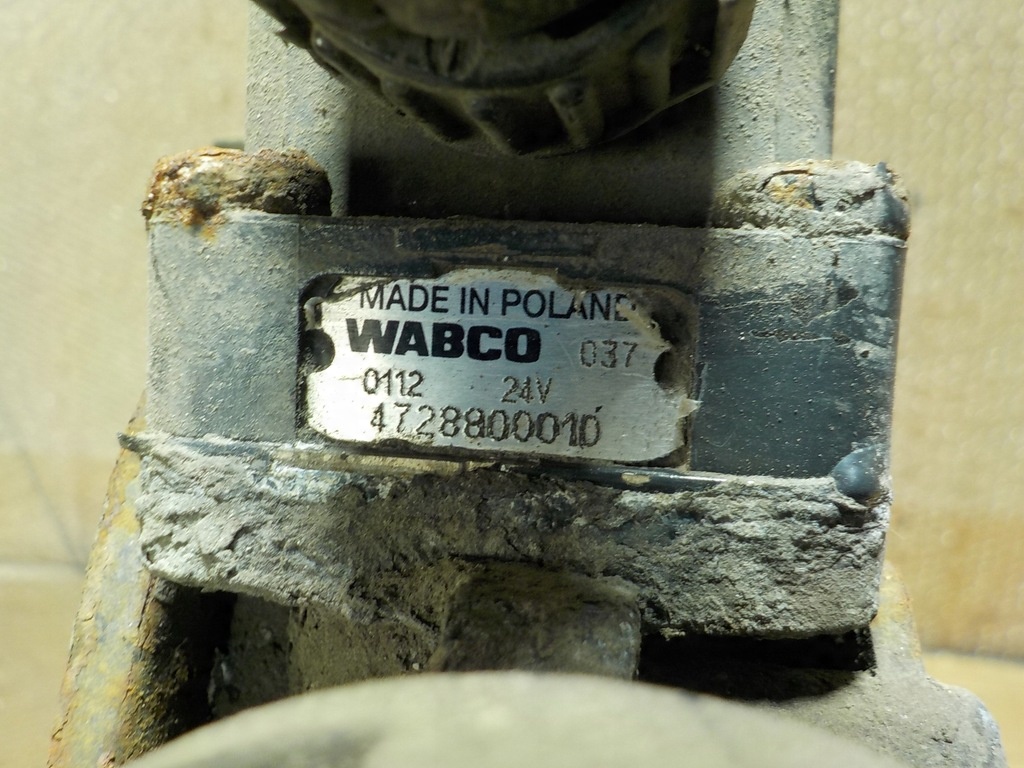 MADE IN POLAND
WABCO 037
0112 24V
4728800010